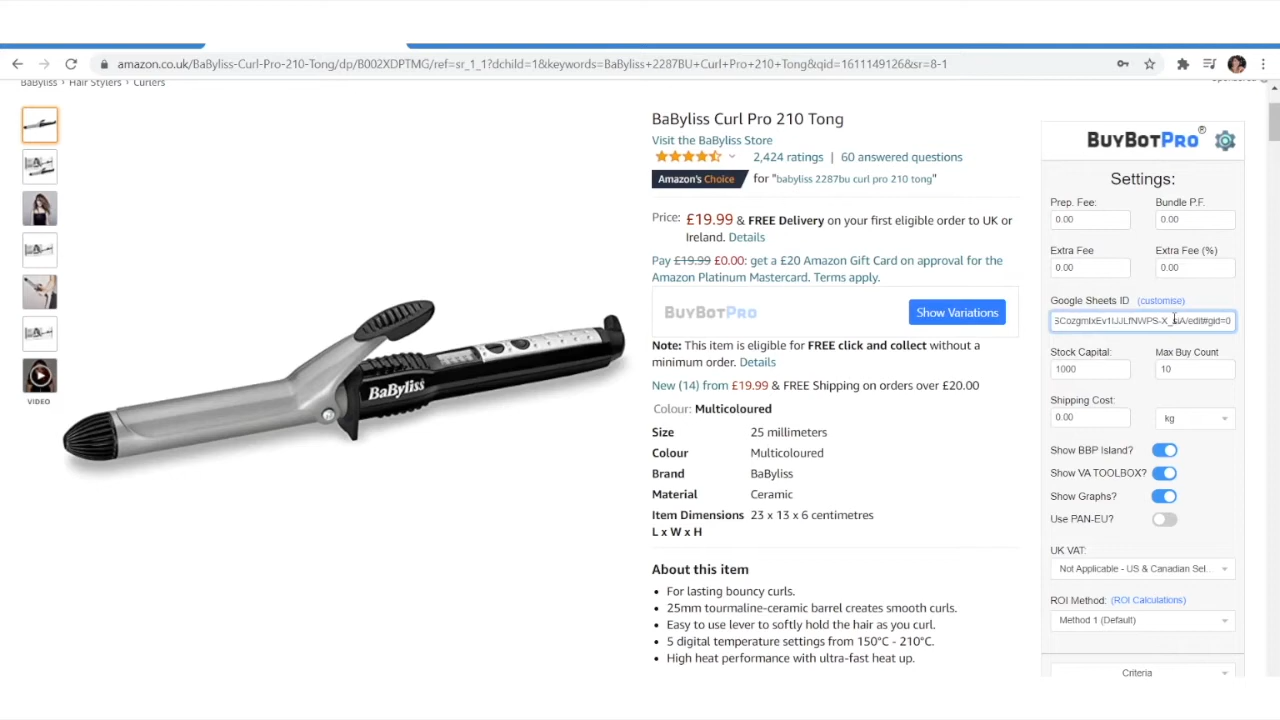 amazon.co.uk/BaByliss-Curl-Pro-210-Tong/dp/B002XDPTMG/ref=sr_1_1?dchild=1&keywords=BaByliss+2287BU+Curl+Pro+210+Tong&qid=1611149126&sr=8-1
BaByliss › Hair Stylers › Curlers
Sponsored
VIDEO
BaByliss
BaByliss Curl Pro 210 Tong
Visit the BaByliss Store
2,424 ratings | 60 answered questions
Amazon's Choice for "babyliss 2287bu curl pro 210 tong"
Price: £19.99 & FREE Delivery on your first eligible order to UK or
Ireland. Details
Pay £19.99 £0.00: get a £20 Amazon Gift Card on approval for the
Amazon Platinum Mastercard. Terms apply.
BUYBOTPRO Show Variations
Note: This item is eligible for FREE click and collect without a
minimum order. Details
New (14) from £19.99 & FREE Shipping on orders over £20.00
Colour: Multicoloured
Size 25 millimeters
Colour Multicoloured
Brand BaByliss
Material Ceramic
Item Dimensions 23 x 13 x 6 centimetres
L x W x H
About this item
• For lasting bouncy curls.
• 25mm tourmaline-ceramic barrel creates smooth curls.
• Easy to use lever to softly hold the hair as you curl.
• 5 digital temperature settings from 150°C - 210°C.
• High heat performance with ultra-fast heat up.
BUYBOTPRO®
Settings:
Prep. Fee: Bundle P.F.
0.00 0.00
Extra Fee Extra Fee (%)
0.00 0.00
Google Sheets ID (customise)
Stock Capital: Max Buy Count
1000 10
Shipping Cost:
0.00 kg
Show BBP Island?
Show VA TOOLBOX?
Show Graphs?
Use PAN-EU?
UK VAT:
Not Applicable - US & Canadian Sel...
ROI Method: (ROI Calculations)
Method 1 (Default)
Criteria